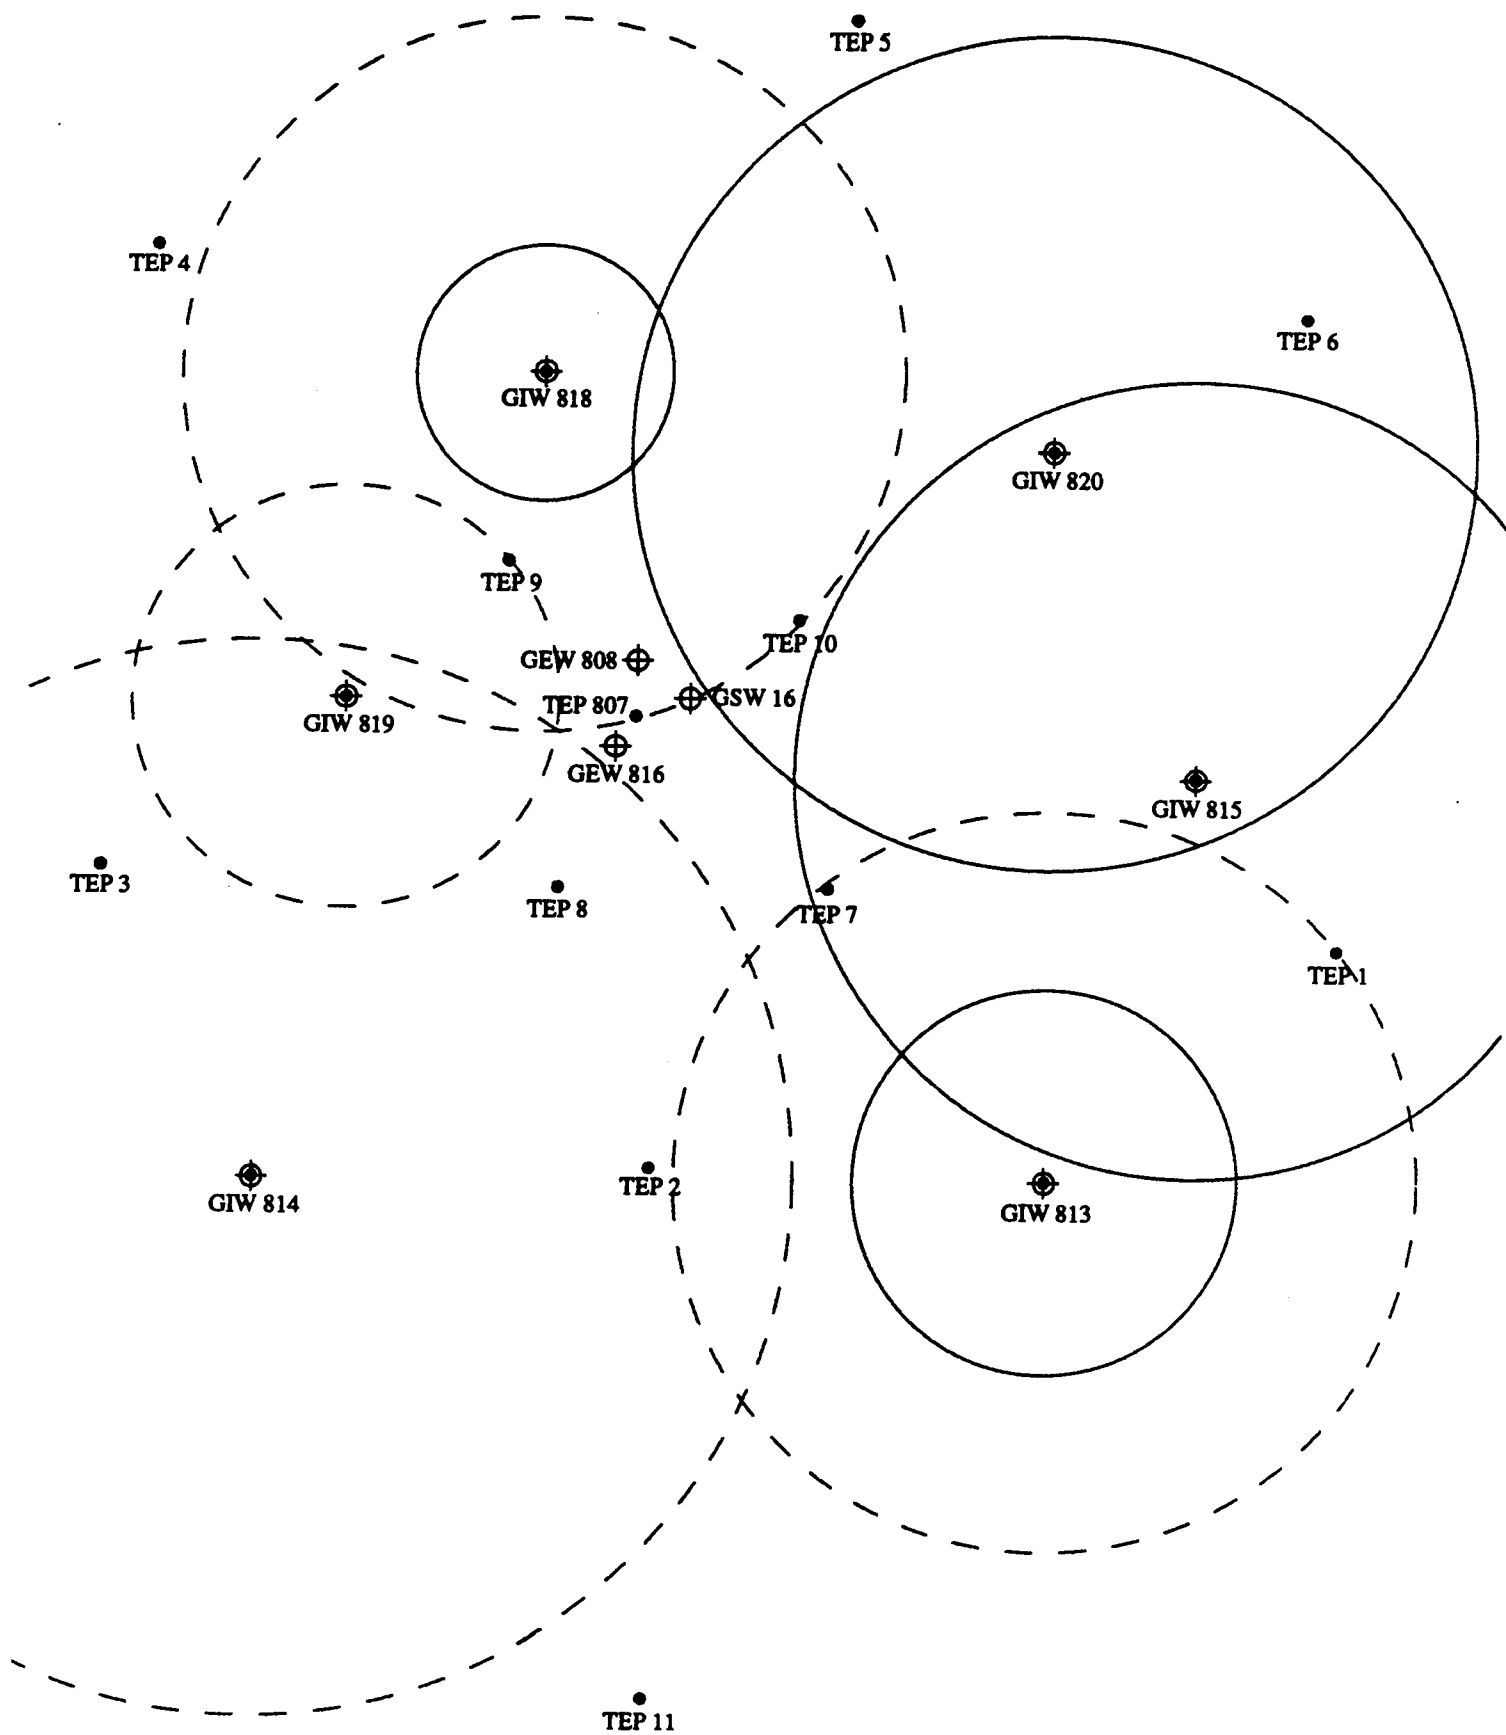 TEP 5
TEP 4
TEP 6
GIW 818
GIW 820
TEP 9
TEP 10
GEW 808
GSW 16
TEP 807
GIW 819
GEW 816
GIW 815
TEP 3
TEP 8
TEP 7
TEP 1
TEP 2
GIW 814
GIW 813
TEP 11